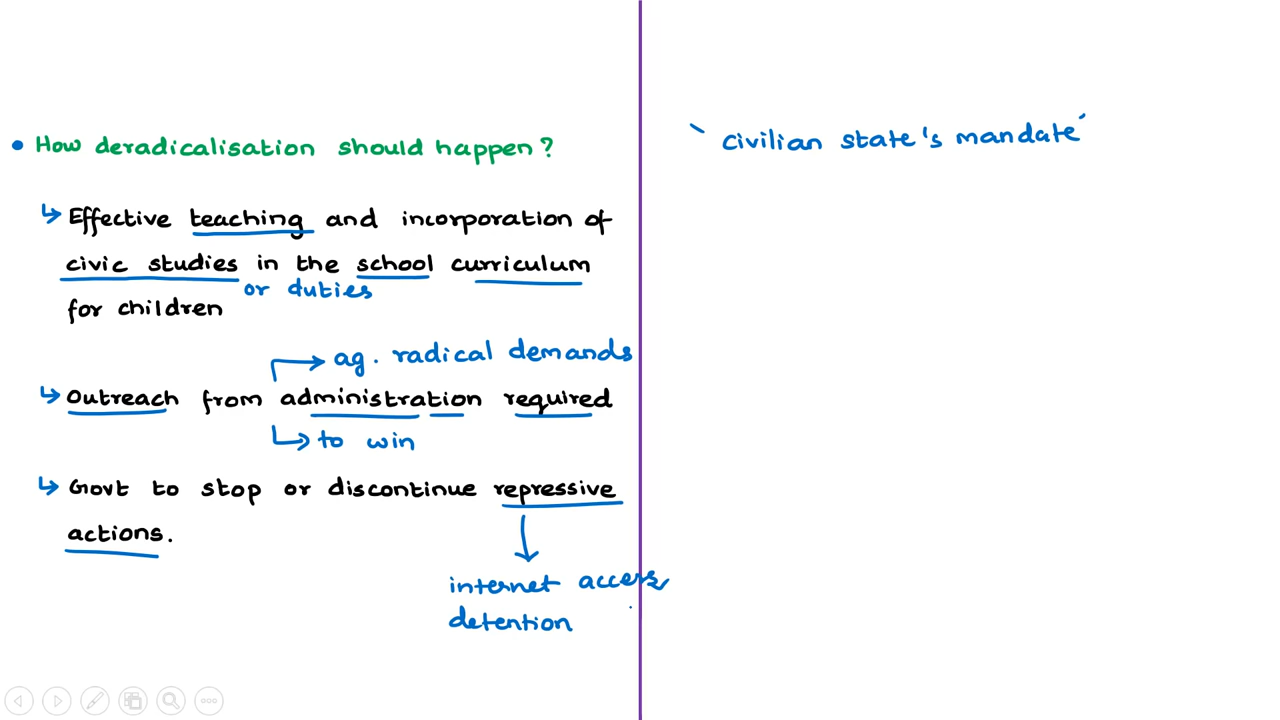 • How deradicalisation should happen?
↳ Effective teaching and incorporation of
civic studies in the school curriculum
or duties
for children
→ ag. radical demands
↳ Outreach from administration required
↳ to win
↳ Govt to stop or discontinue repressive
actions.
internet access
detention
` civilian state's mandate ´